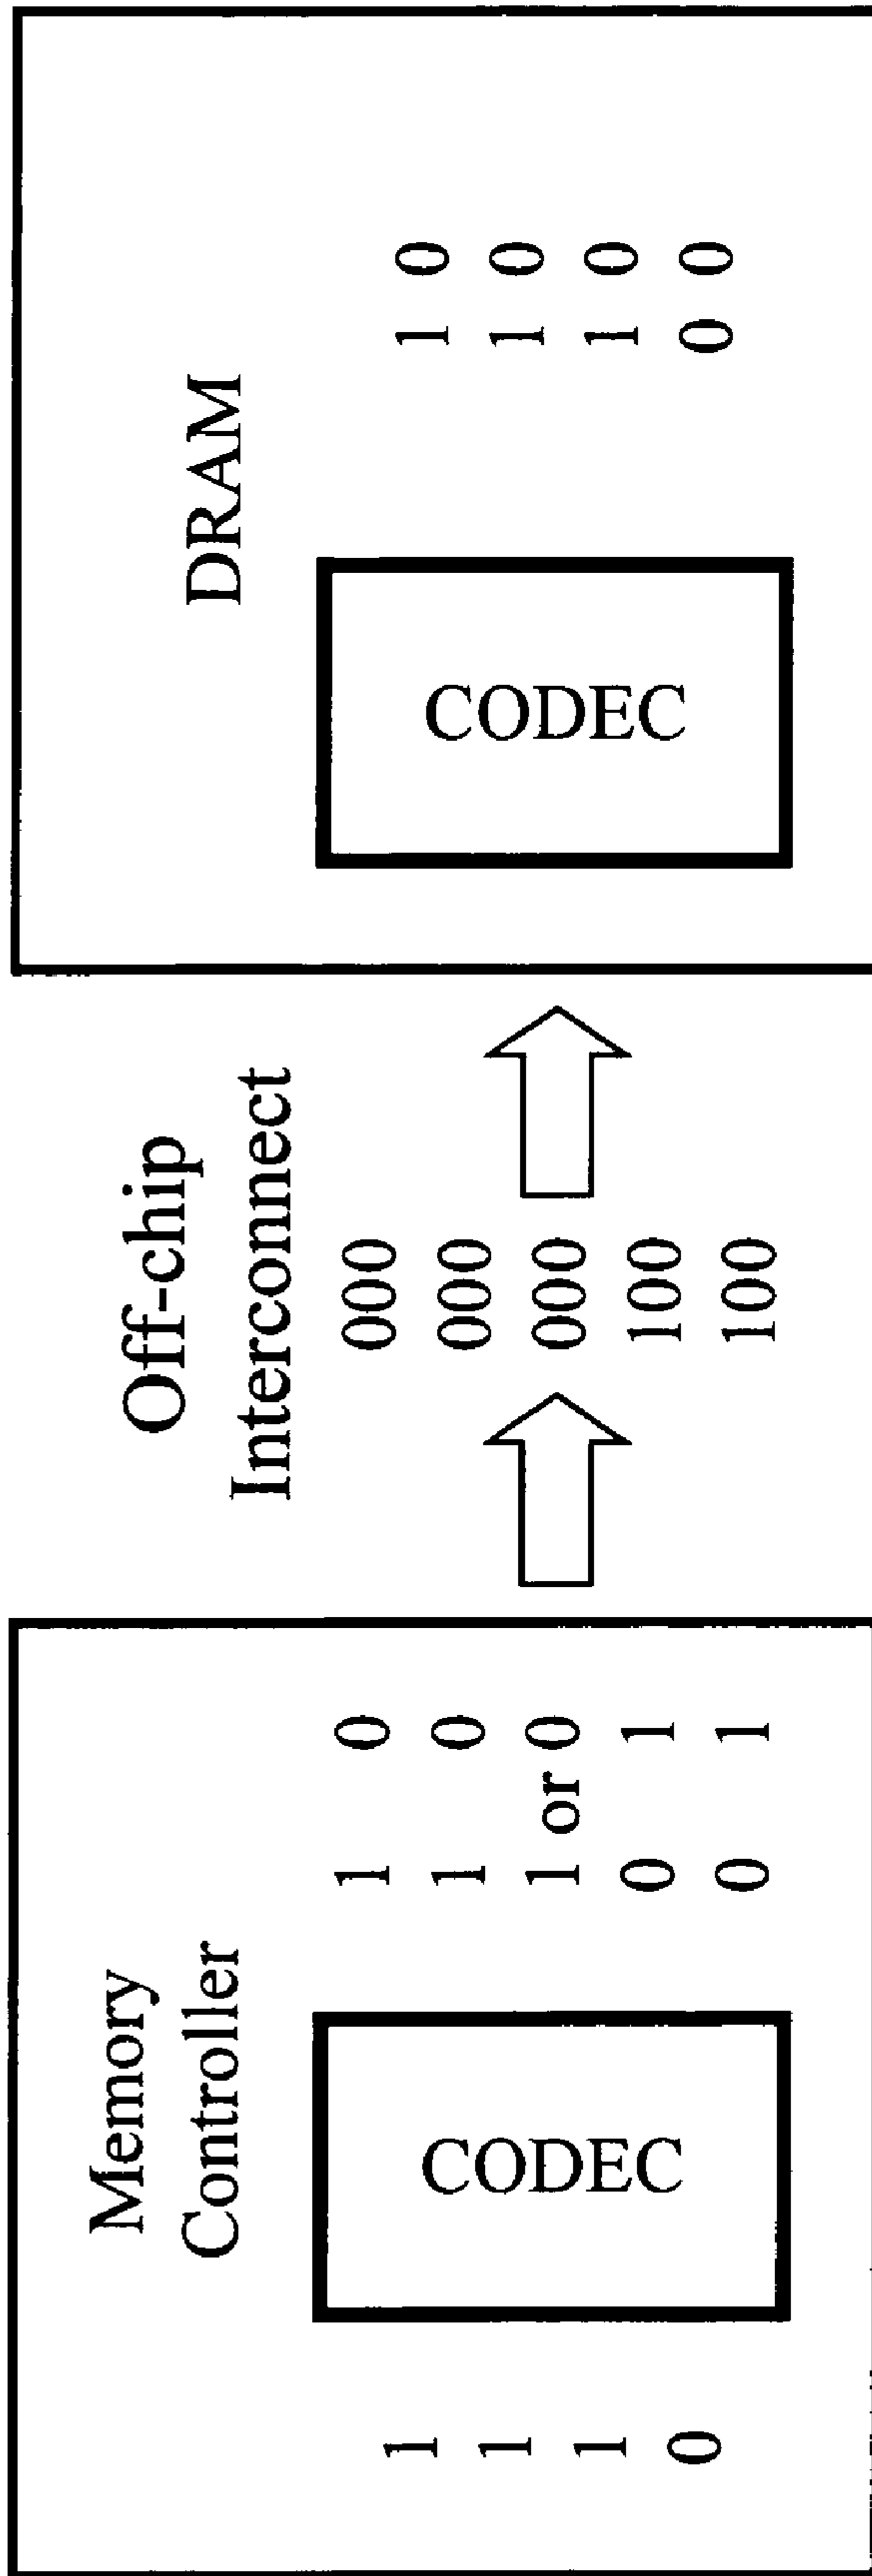 Memory
Controller
1
1
1
0
CODEC
1 0
1 0
1 or 0
0 1
0 1
Off-chip
Interconnect
000
000
000
100
100
DRAM
CODEC
1 0
1 0
1 0
0 0